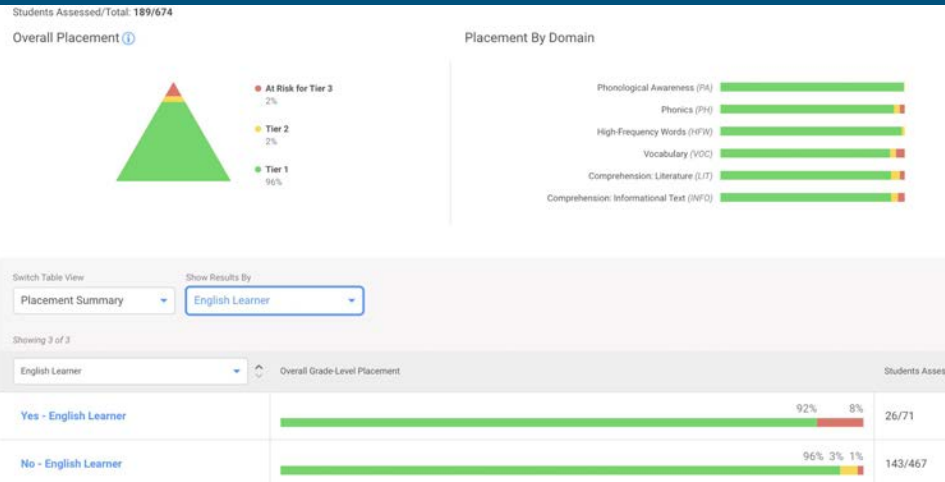 Students Assessed/Total: 189/674
Overall Placement
Placement By Domain
At Risk for Tier 3
2%
Tier 2
2%
Tier 1
96%
Phonological Awareness (PA)
Phonics (PH)
High-Frequency Words (HFW)
Vocabulary (VOC)
Comprehension: Literature (LIT)
Comprehension: Informational Text (INFO)
Switch Table View
Show Results By
Placement Summary
English Learner
Showing 3 of 3
English Learner
Overall Grade-Level Placement
Students Asses
Yes - English Learner
92% 8%
26/71
No - English Learner
96% 3% 1%
143/467